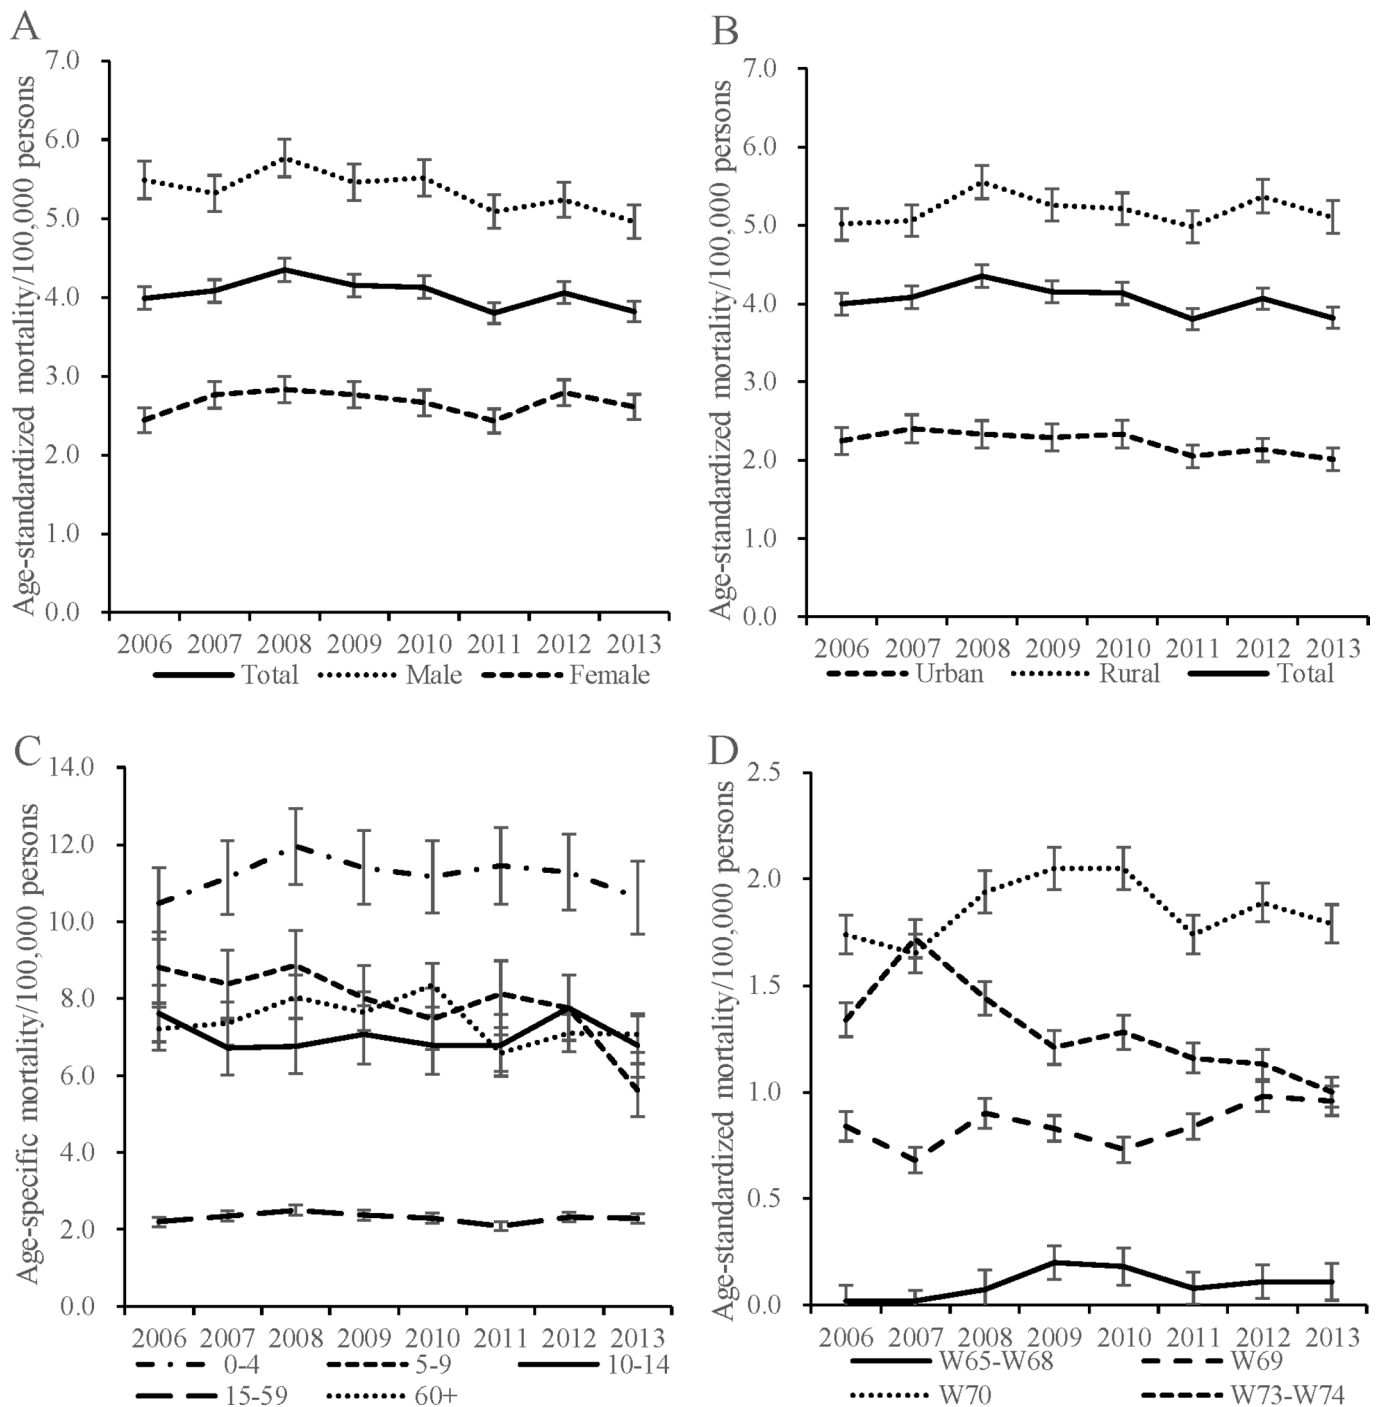 A
Age-standardized mortality/100,000 persons
7.0
6.0
5.0
4.0
3.0
2.0
1.0
0.0
2006 2007 2008 2009 2010 2011 2012 2013
Total Male Female
B
Age-standardized mortality/100,000 persons
7.0
6.0
5.0
4.0
3.0
2.0
1.0
0.0
2006 2007 2008 2009 2010 2011 2012 2013
Urban Rural Total
C
Age-specific mortality/100,000 persons
14.0
12.0
10.0
8.0
6.0
4.0
2.0
0.0
2006 2007 2008 2009 2010 2011 2012 2013
0-4 5-9 10-14
15-59 60+
D
Age-standardized mortality/100,000 persons
2.5
2.0
1.5
1.0
0.5
0.0
2006 2007 2008 2009 2010 2011 2012 2013
W65-W68 W69
W70 W73-W74